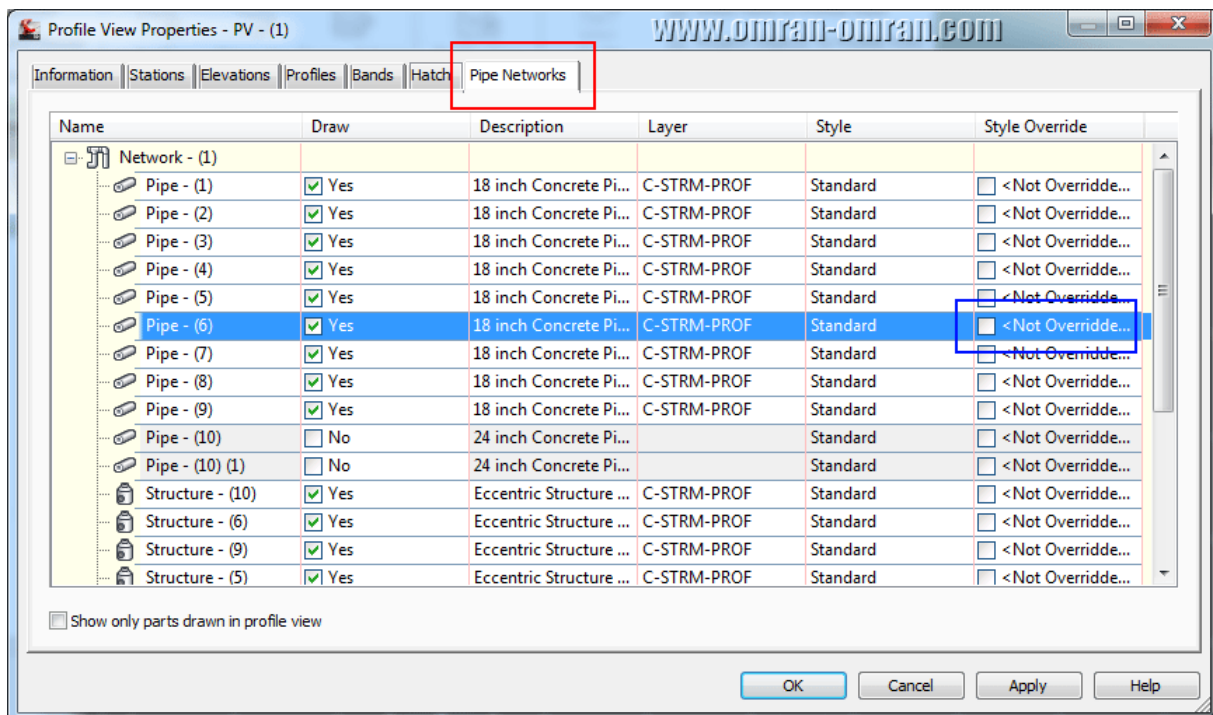 Profile View Properties - PV - (1) www.omran-omran.com
Information Stations Elevations Profiles Bands Hatch Pipe Networks
Name Draw Description Layer Style Style Override
Network - (1)
Pipe - (1) Yes 18 inch Concrete Pi... C-STRM-PROF Standard <Not Overridde...
Pipe - (2) Yes 18 inch Concrete Pi... C-STRM-PROF Standard <Not Overridde...
Pipe - (3) Yes 18 inch Concrete Pi... C-STRM-PROF Standard <Not Overridde...
Pipe - (4) Yes 18 inch Concrete Pi... C-STRM-PROF Standard <Not Overridde...
Pipe - (5) Yes 18 inch Concrete Pi... C-STRM-PROF Standard <Not Overridde...
Pipe - (6) Yes 18 inch Concrete Pi... C-STRM-PROF Standard <Not Overridde...
Pipe - (7) Yes 18 inch Concrete Pi... C-STRM-PROF Standard <Not Overridde...
Pipe - (8) Yes 18 inch Concrete Pi... C-STRM-PROF Standard <Not Overridde...
Pipe - (9) Yes 18 inch Concrete Pi... C-STRM-PROF Standard <Not Overridde...
Pipe - (10) No 24 inch Concrete Pi... Standard <Not Overridde...
Pipe - (10) (1) No 24 inch Concrete Pi... Standard <Not Overridde...
Structure - (10) Yes Eccentric Structure ... C-STRM-PROF Standard <Not Overridde...
Structure - (6) Yes Eccentric Structure ... C-STRM-PROF Standard <Not Overridde...
Structure - (9) Yes Eccentric Structure ... C-STRM-PROF Standard <Not Overridde...
Structure - (5) Yes Eccentric Structure ... C-STRM-PROF Standard <Not Overridde...
Show only parts drawn in profile view
OK Cancel Apply Help